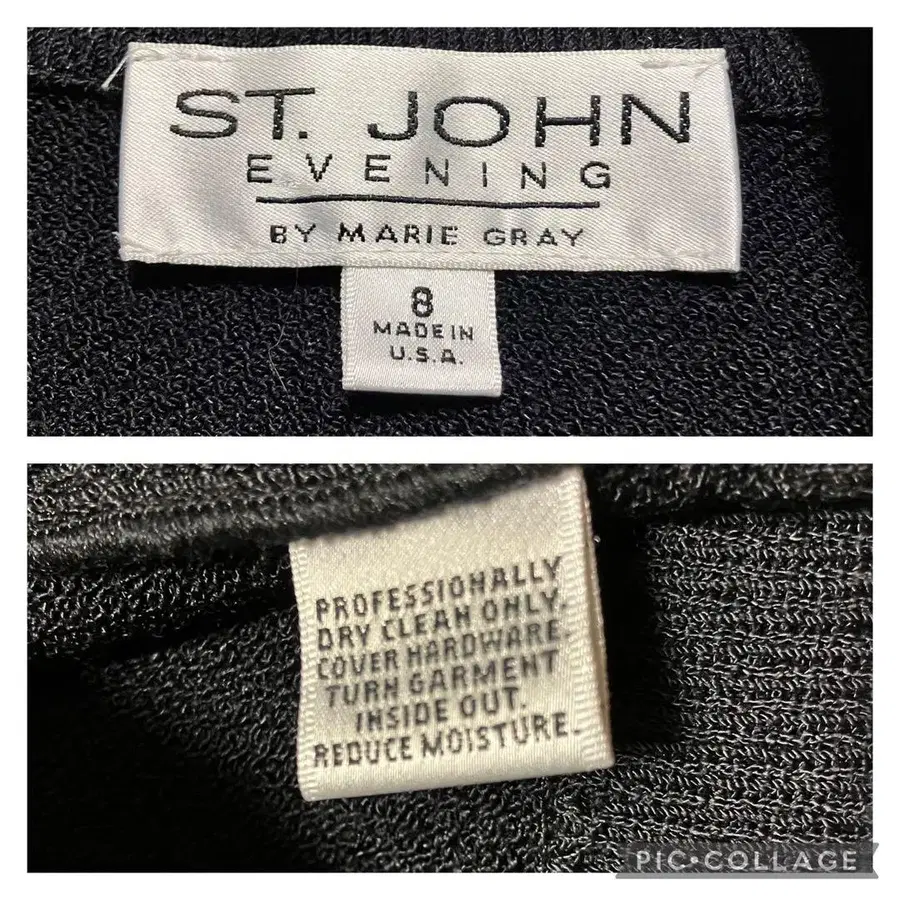 ST. JOHN
EVENING
BY MARIE GRAY
8
MADE IN
U.S.A.
PROFESSIONALLY
DRY CLEAN ONLY.
COVER HARDWARE.
TURN GARMENT
INSIDE OUT.
REDUCE MOISTURE.
PIC•COLLAGE